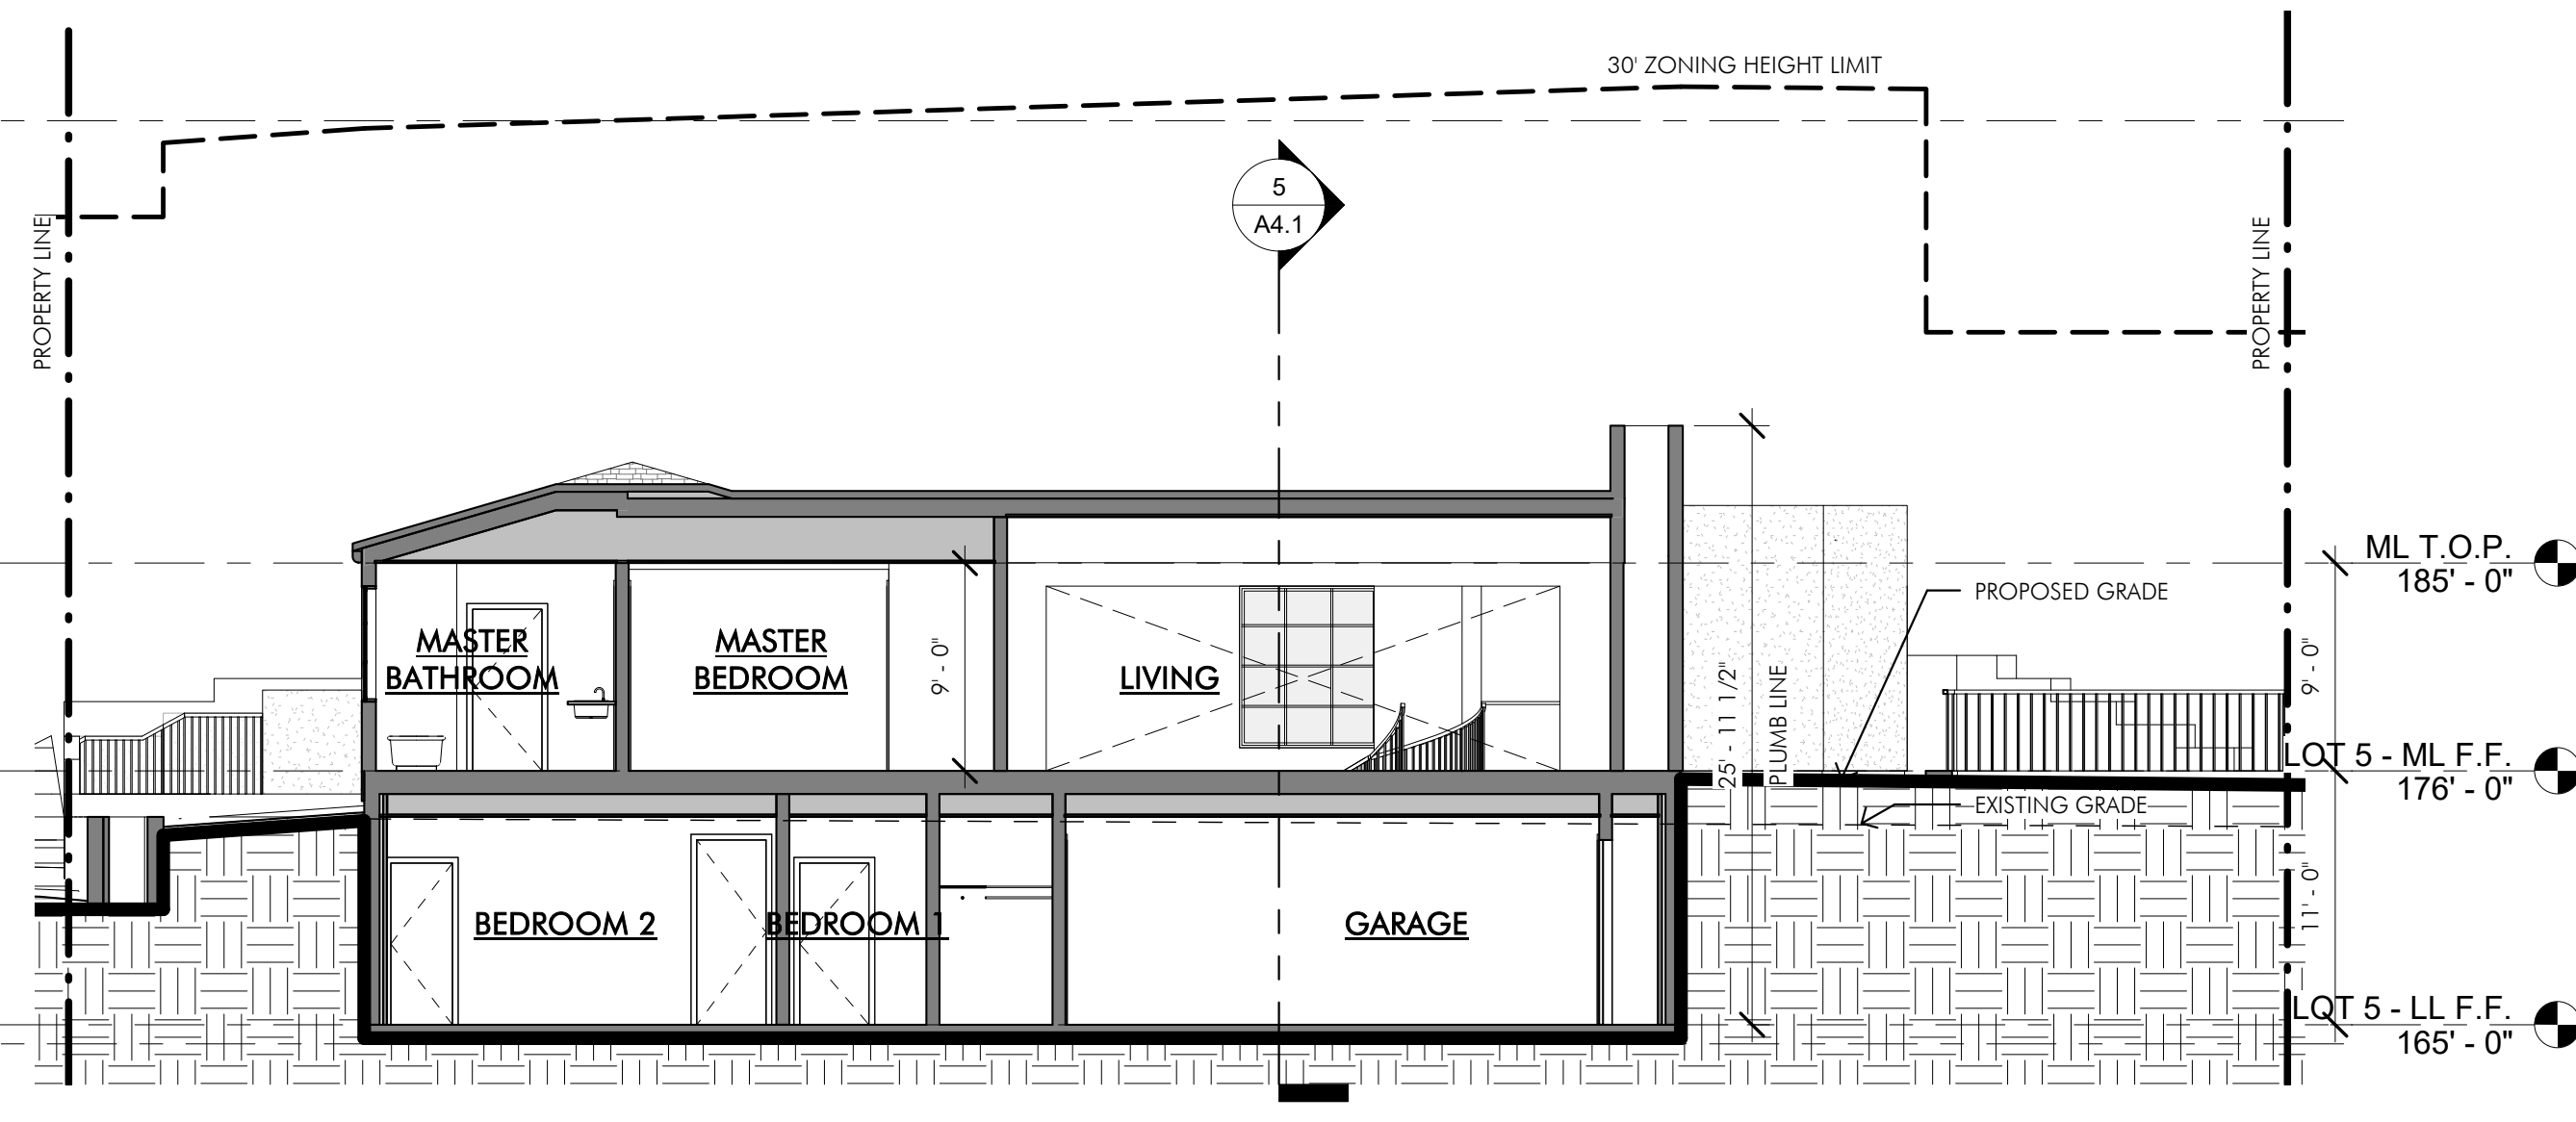 30' ZONING HEIGHT LIMIT
5
A4.1
PROPERTY LINE
PROPERTY LINE
ML T.O.P.
185' - 0"
PROPOSED GRADE
MASTER
BATHROOM
MASTER
BEDROOM
9' - 0"
LIVING
25' - 11 1/2"
PLUMB LINE
9' - 0"
LOT 5 - ML F.F.
176' - 0"
EXISTING GRADE
BEDROOM 2
BEDROOM 1
GARAGE
11' - 0"
LOT 5 - LL F.F.
165' - 0"